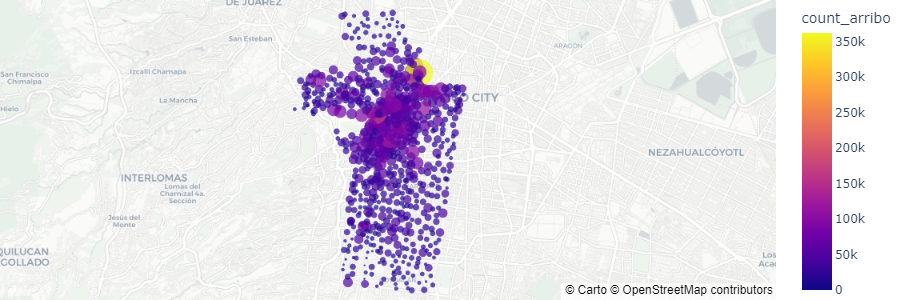 DE JUÁREZ
San Esteban
ARAGÓN
San Francisco
Chimalpa
Izcalli Chamapa
La Mancha
Hielo
CITY
NEZAHUALCÓYOTL
INTERLOMAS
Lomas del
Chamizal 4a.
Sección
Jesús del
Monte
QUILUCAN
GOLLADO
Los
Aca
© Carto © OpenStreetMap contributors
count_arribo
350k
300k
250k
200k
150k
100k
50k
0